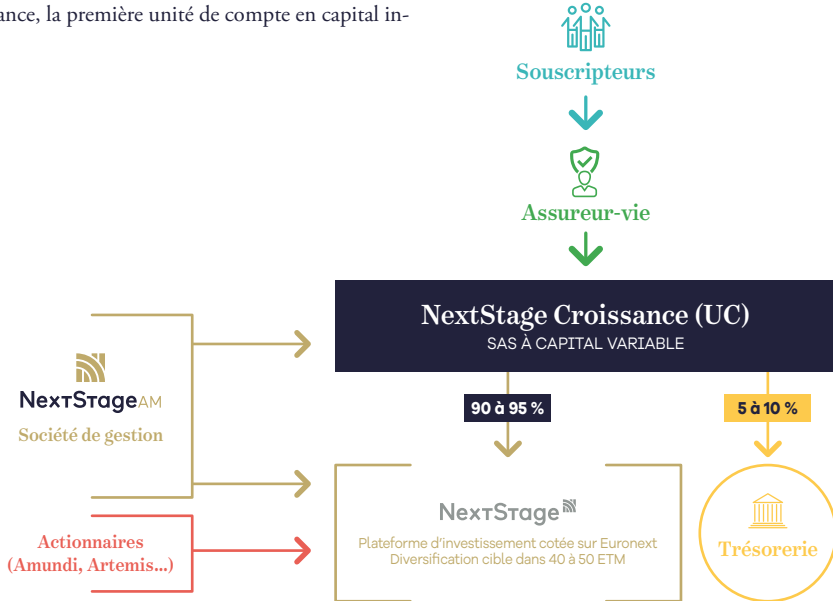 ance, la première unité de compte en capital in-
Souscripteurs
Assureur-vie
NextStage Croissance (UC)
SAS À CAPITAL VARIABLE
90 à 95 %
5 à 10 %
NexTSTageAM
Société de gestion
NexTSTage
Plateforme d'investissement cotée sur Euronext
Diversification cible dans 40 à 50 ETM
Trésorerie
Actionnaires
(Amundi, Artemis...)